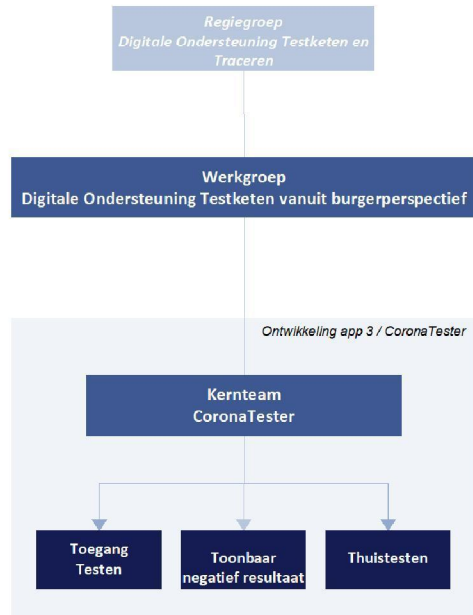 Regiegroep
Digitale Ondersteuning Testketen en
Traceren
Werkgroep
Digitale Ondersteuning Testketen vanuit burgerperspectief
Ontwikkeling app 3 / CoronaTester
Kernteam
CoronaTester
Toegang
Testen
Toonbaar
negatief resultaat
Thuistesten